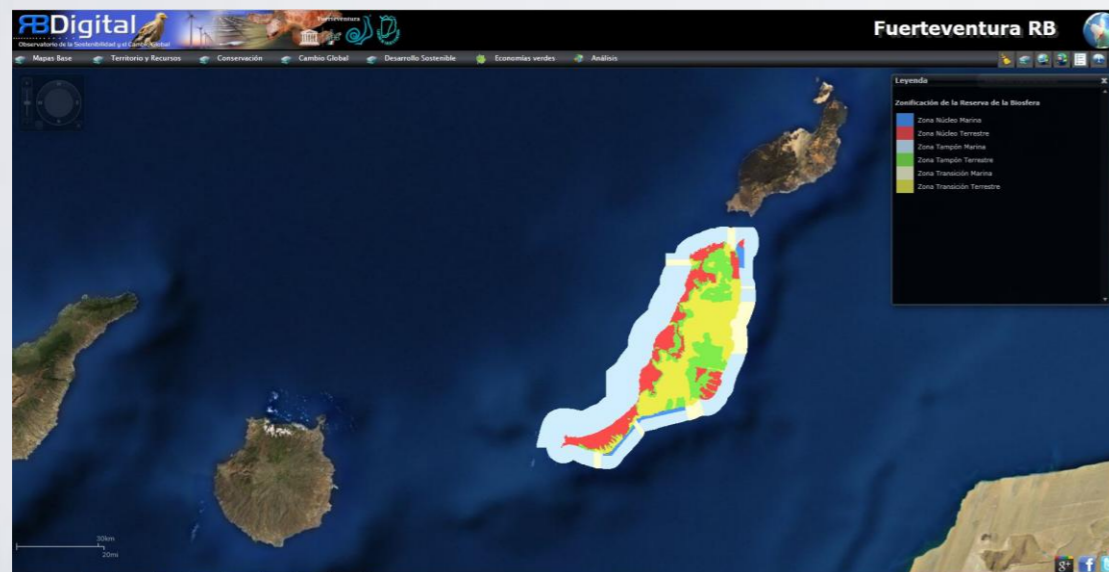 RBDigital
Observatorio de la Sostenibilidad y el Cambio Global
Fuerteventura
Fuerteventura RB
Mapas Base
Territorio y Recursos
Conservación
Cambio Global
Desarrollo Sostenible
Economías verdes
Análisis
Leyenda
X
Zonificación de la Reserva de la Biosfera
Zona Núcleo Marina
Zona Núcleo Terrestre
Zona Tampón Marina
Zona Tampón Terrestre
Zona Transición Marina
Zona Transición Terrestre
30km
20mi
g+ f